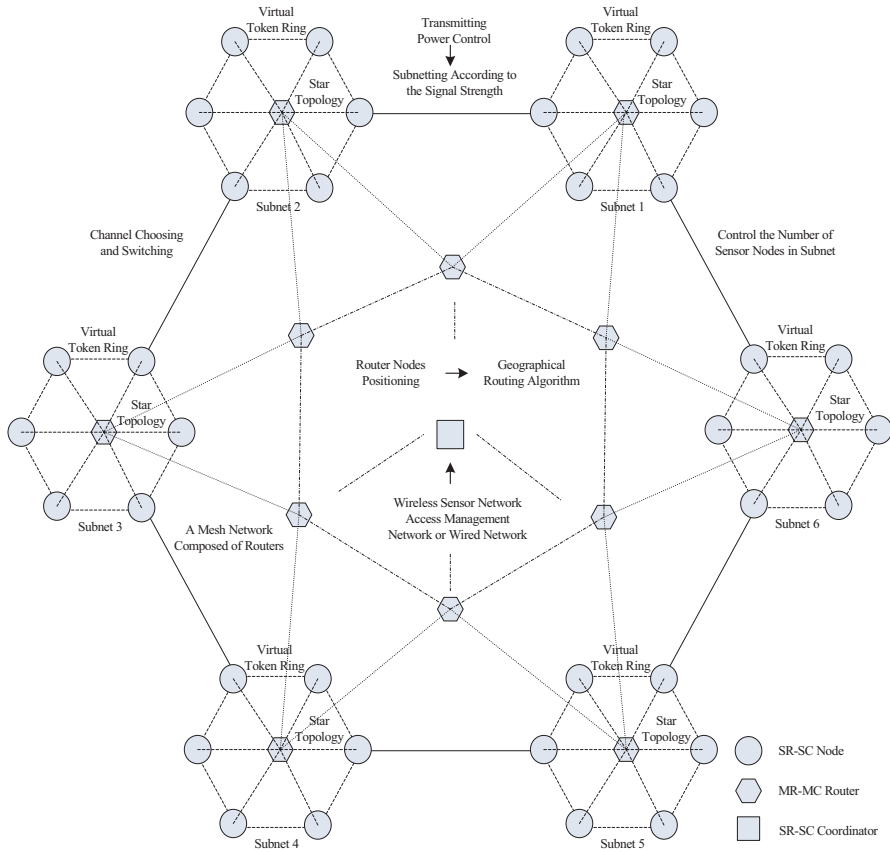 Virtual
Token Ring
Star
Topology
Subnet 2
Transmitting
Power Control
Subnetting According to
the Signal Strength
Virtual
Token Ring
Star
Topology
Subnet 1
Channel Choosing
and Switching
Control the Number of
Sensor Nodes in Subnet
Virtual
Token Ring
Star
Topology
Subnet 3
Router Nodes
Positioning
Geographical
Routing Algorithm
Virtual
Token Ring
Star
Topology
Subnet 6
A Mesh Network
Composed of Routers
Wireless Sensor Network
Access Management
Network or Wired Network
Virtual
Token Ring
Star
Topology
Subnet 4
Virtual
Token Ring
Star
Topology
Subnet 5
SR-SC Node
MR-MC Router
SR-SC Coordinator